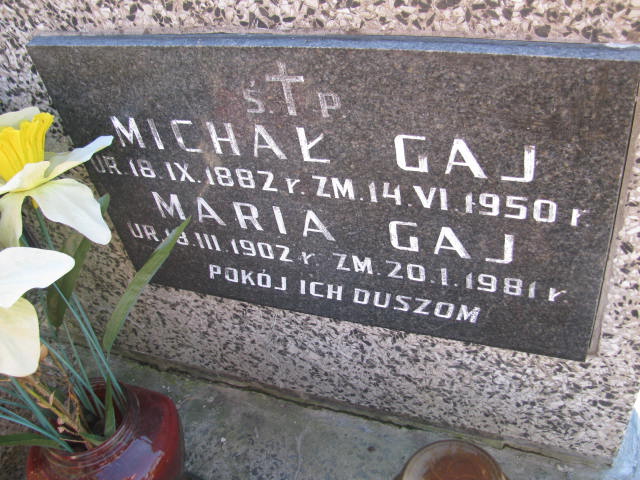 Ś. P.
MICHAŁ GAJ
UR. 18. IX. 1882 r. ZM. 14. VI. 1950 r.
MARIA GAJ
UR. 13. III. 1902 r. ZM. 20. I. 1981 r.
POKÓJ ICH DUSZOM